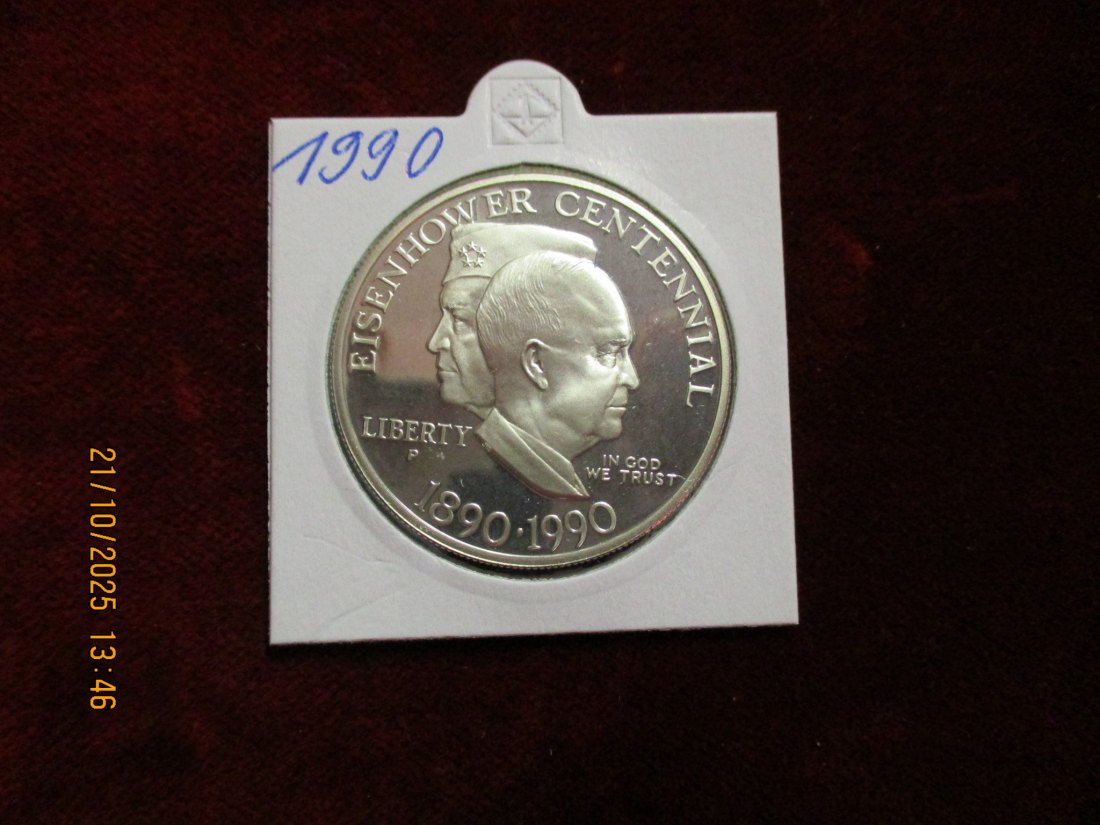 1990
EISENHOWER CENTENNIAL
LIBERTY
P
IN GOD
WE TRUST
1890·1990
21/10/2025 13:46